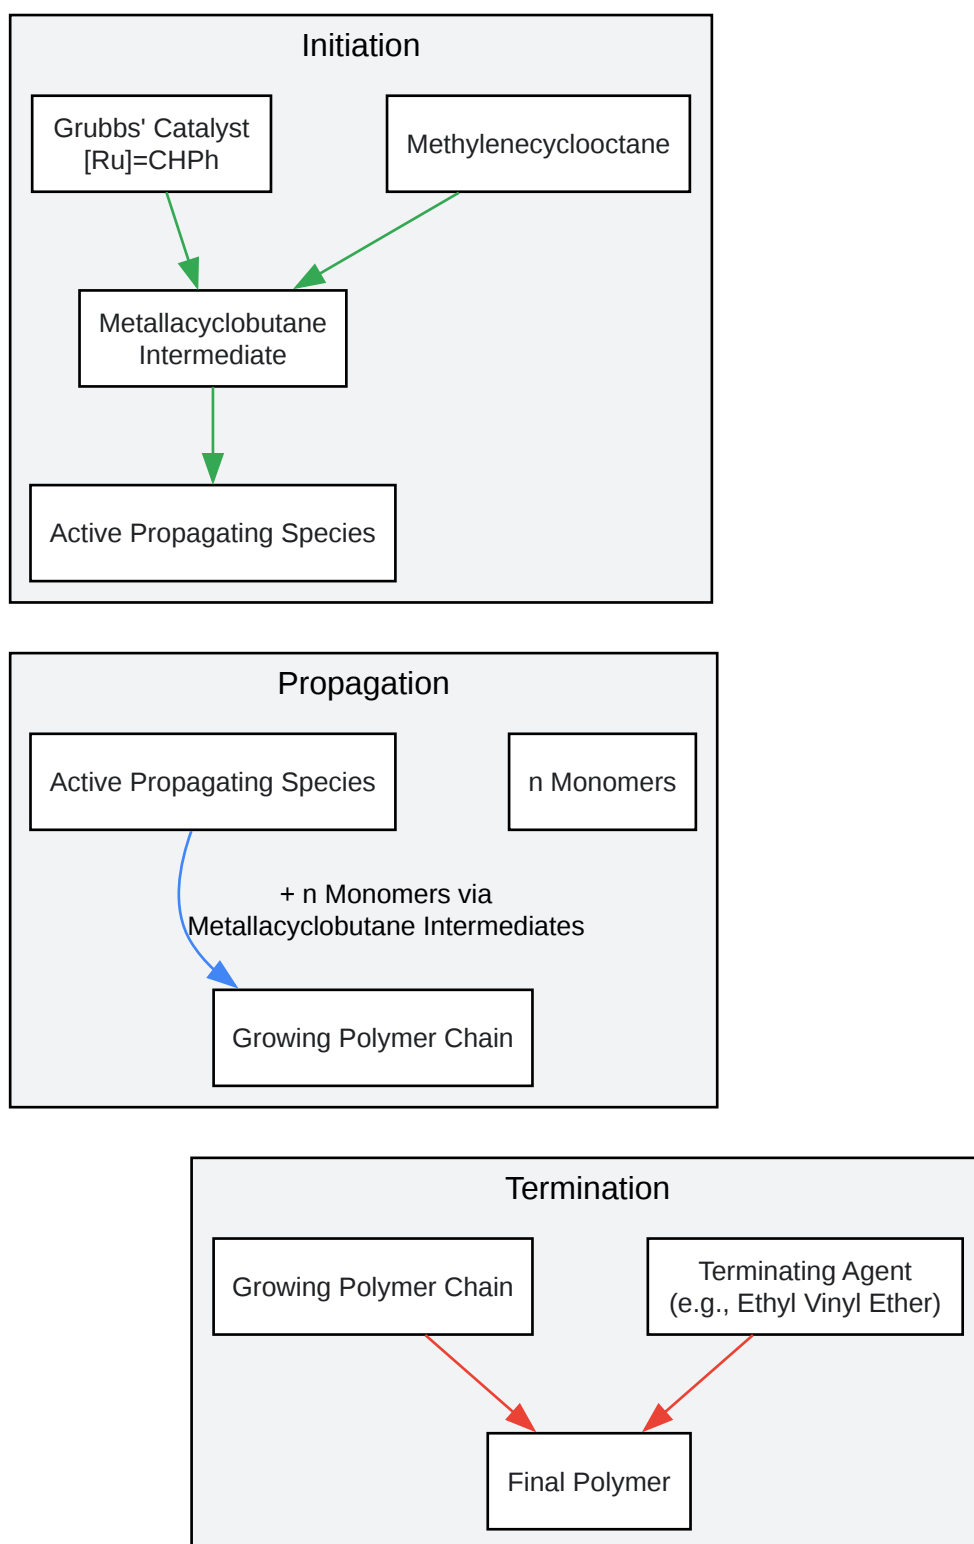 Initiation
Grubbs' Catalyst
[Ru]=CHPh
Methylenecyclooctane
Metallacyclobutane
Intermediate
Active Propagating Species
Propagation
Active Propagating Species
n Monomers
+ n Monomers via
Metallacyclobutane Intermediates
Growing Polymer Chain
Termination
Growing Polymer Chain
Terminating Agent
(e.g., Ethyl Vinyl Ether)
Final Polymer